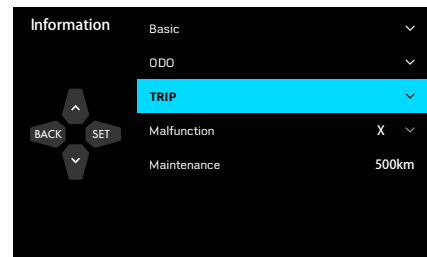 Information
Basic
ODO
TRIP
BACK SET
Malfunction X
Maintenance 500km